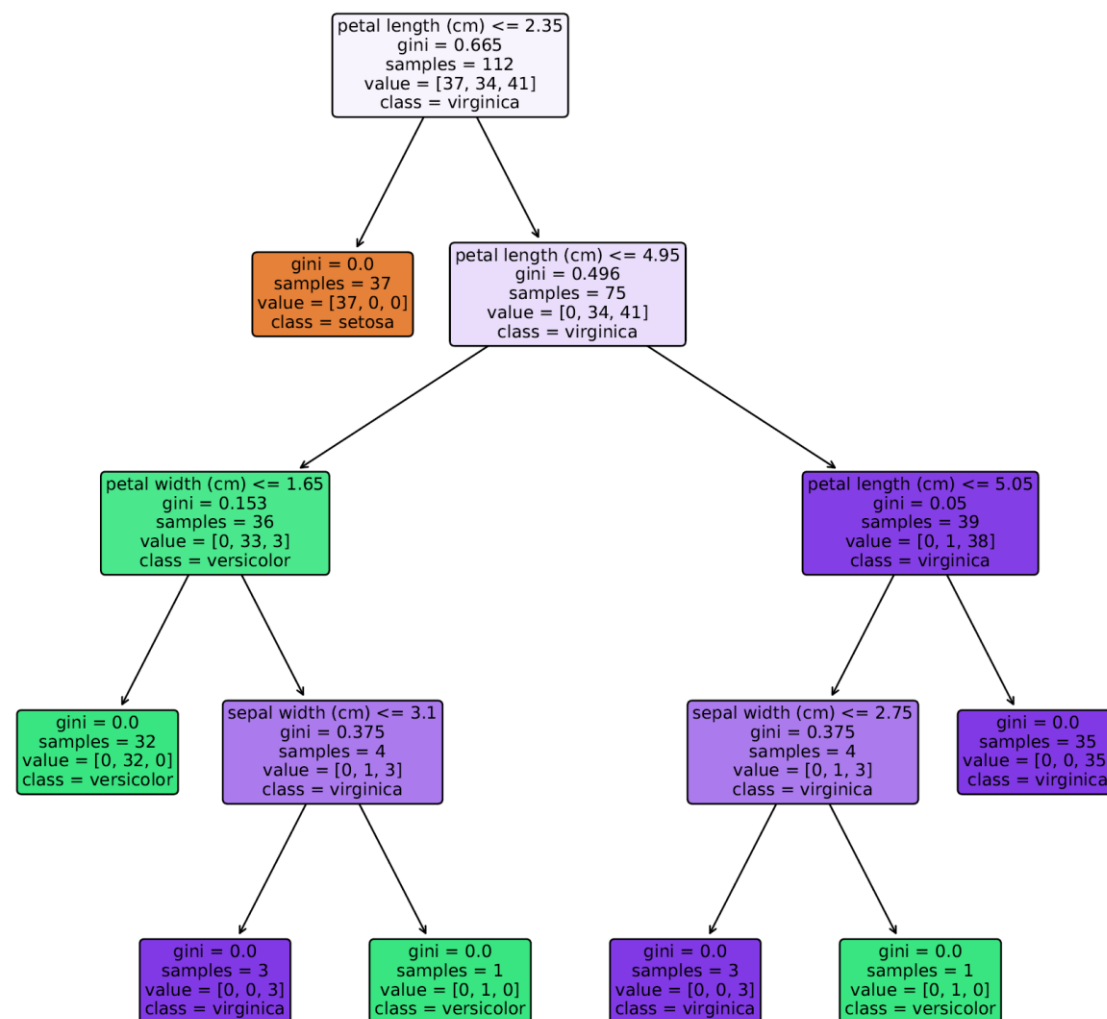 petal length (cm) <= 2.35
gini = 0.665
samples = 112
value = [37, 34, 41]
class = virginica
gini = 0.0
samples = 37
value = [37, 0, 0]
class = setosa
petal length (cm) <= 4.95
gini = 0.496
samples = 75
value = [0, 34, 41]
class = virginica
petal width (cm) <= 1.65
gini = 0.153
samples = 36
value = [0, 33, 3]
class = versicolor
petal length (cm) <= 5.05
gini = 0.05
samples = 39
value = [0, 1, 38]
class = virginica
gini = 0.0
samples = 32
value = [0, 32, 0]
class = versicolor
sepal width (cm) <= 3.1
gini = 0.375
samples = 4
value = [0, 1, 3]
class = virginica
sepal width (cm) <= 2.75
gini = 0.375
samples = 4
value = [0, 1, 3]
class = virginica
gini = 0.0
samples = 35
value = [0, 0, 35]
class = virginica
gini = 0.0
samples = 3
value = [0, 0, 3]
class = virginica
gini = 0.0
samples = 1
value = [0, 1, 0]
class = versicolor
gini = 0.0
samples = 3
value = [0, 0, 3]
class = virginica
gini = 0.0
samples = 1
value = [0, 1, 0]
class = versicolor